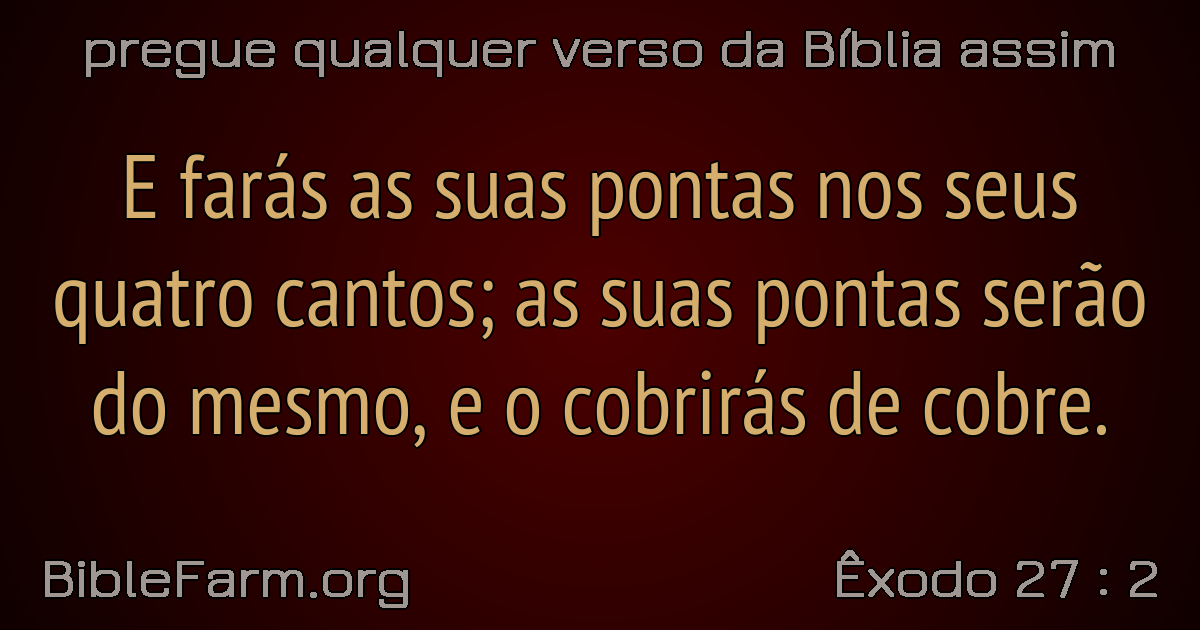 pregue qualquer verso da Bíblia assim
E farás as suas pontas nos seus
quatro cantos; as suas pontas serão
do mesmo, e o cobrirás de cobre.
BibleFarm.org
Êxodo 27 : 2